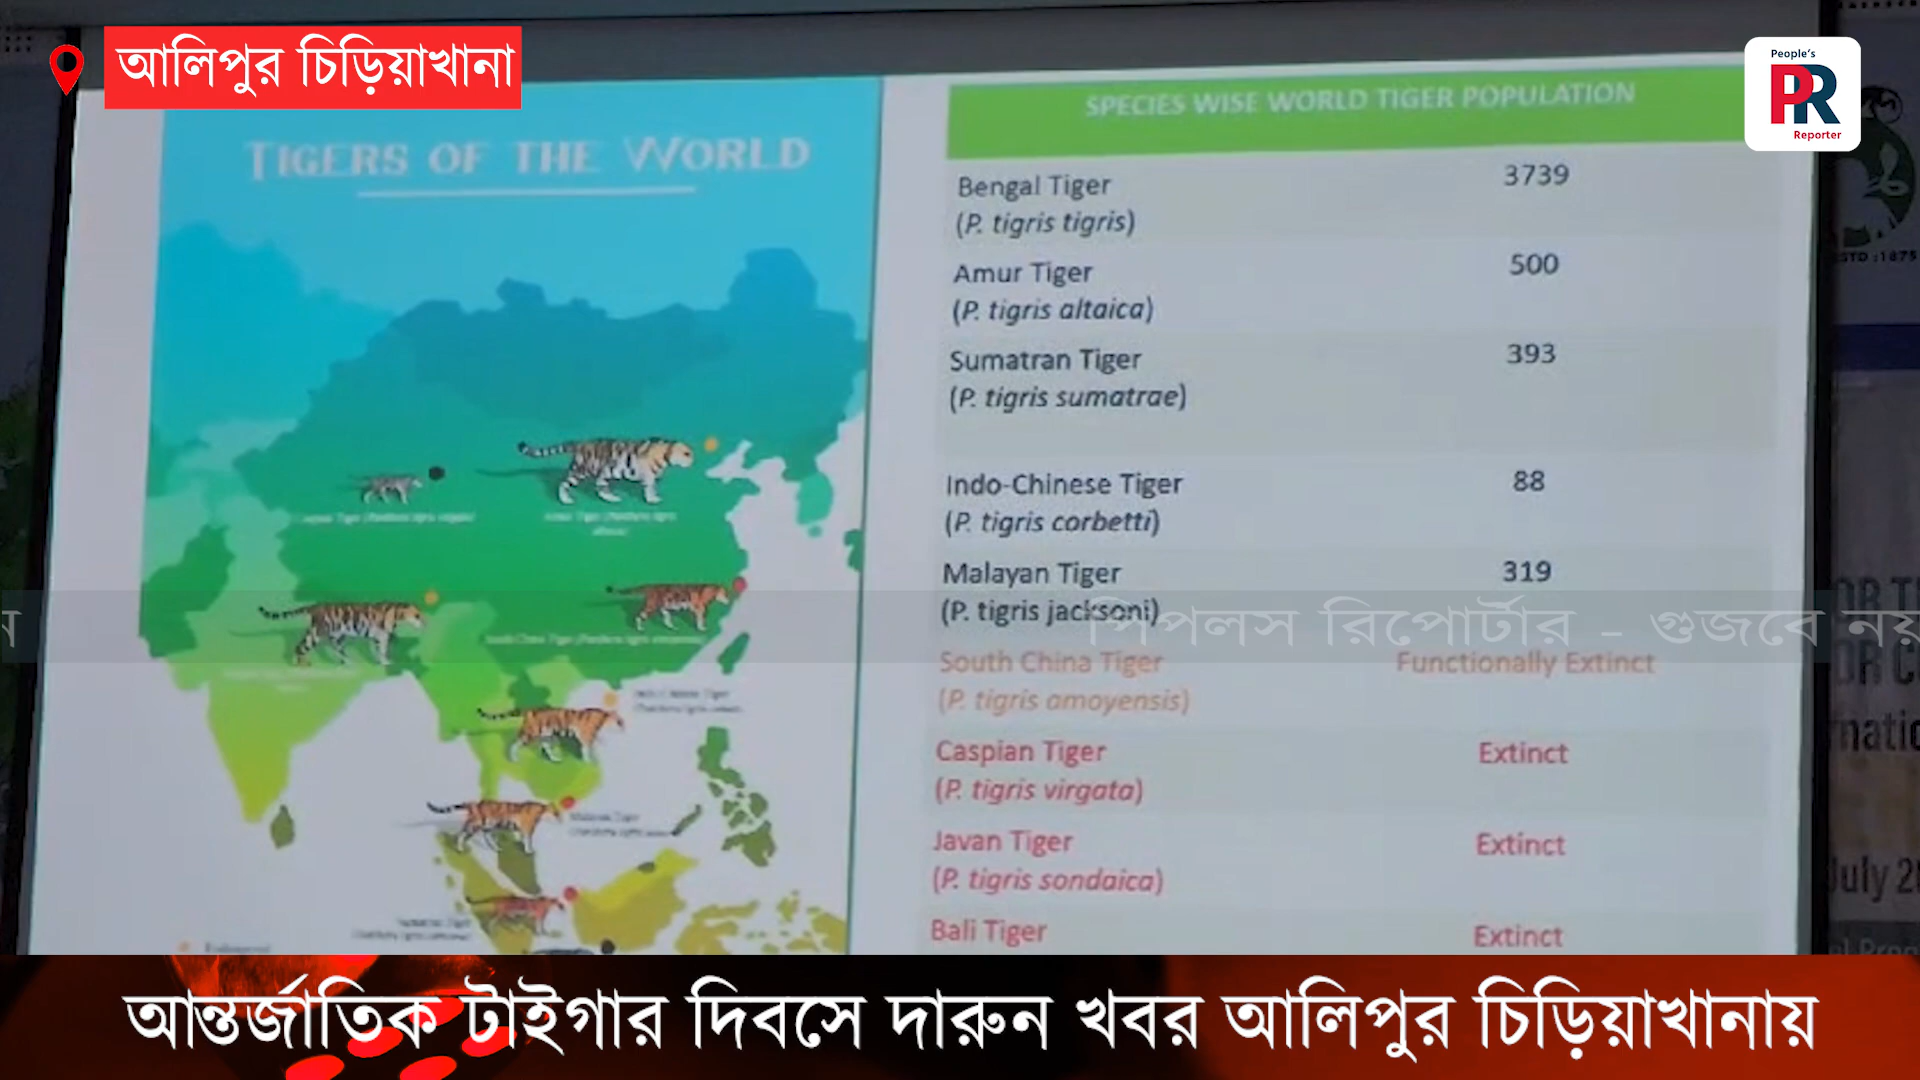 আলিপুর চিড়িয়াখানা
People's
PR
Reporter
TIGERS OF THE WORLD
SPECIES WISE WORLD TIGER POPULATION
Bengal Tiger 3739
(P. tigris tigris)
Amur Tiger 500
(P. tigris altaica)
Sumatran Tiger 393
(P. tigris sumatrae)
Indo-Chinese Tiger 88
(P. tigris corbetti)
Malayan Tiger 319
(P. tigris jacksoni)
পিপলস রিপোর্টার - গুজবে নয়
South China Tiger Functionally Extinct
(P. tigris amoyensis)
Caspian Tiger Extinct
(P. tigris virgata)
Javan Tiger Extinct
(P. tigris sondaica)
Bali Tiger Extinct
July
আন্তর্জাতিক টাইগার দিবসে দারুন খবর আলিপুর চিড়িয়াখানায়